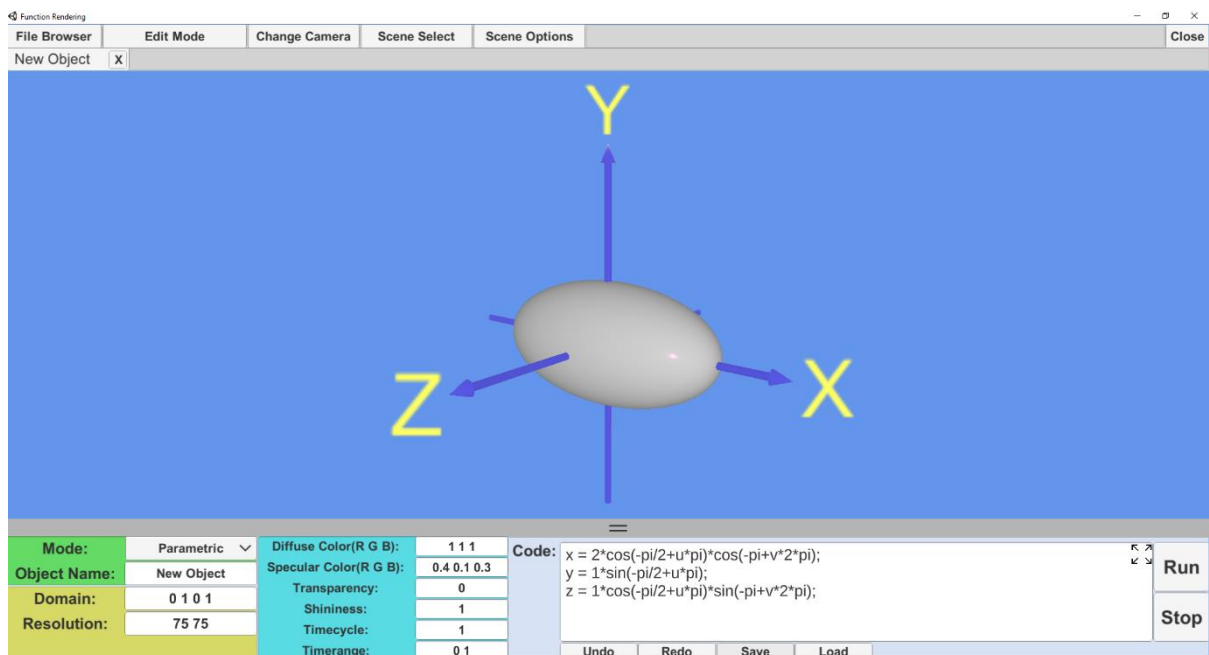 Function Rendering
File Browser Edit Mode Change Camera Scene Select Scene Options Close
New Object X
Y
Z
X
Mode: Parametric
Object Name: New Object
Domain: 0 1 0 1
Resolution: 75 75
Diffuse Color(R G B): 1 1 1
Specular Color(R G B): 0.4 0.1 0.3
Transparency: 0
Shininess: 1
Timecycle: 1
Timerange: 0 1
Code:
x = 2*cos(-pi/2+u*pi)*cos(-pi+v*2*pi);
y = 1*sin(-pi/2+u*pi);
z = 1*cos(-pi/2+u*pi)*sin(-pi+v*2*pi);
Run
Stop
Undo Redo Save Load